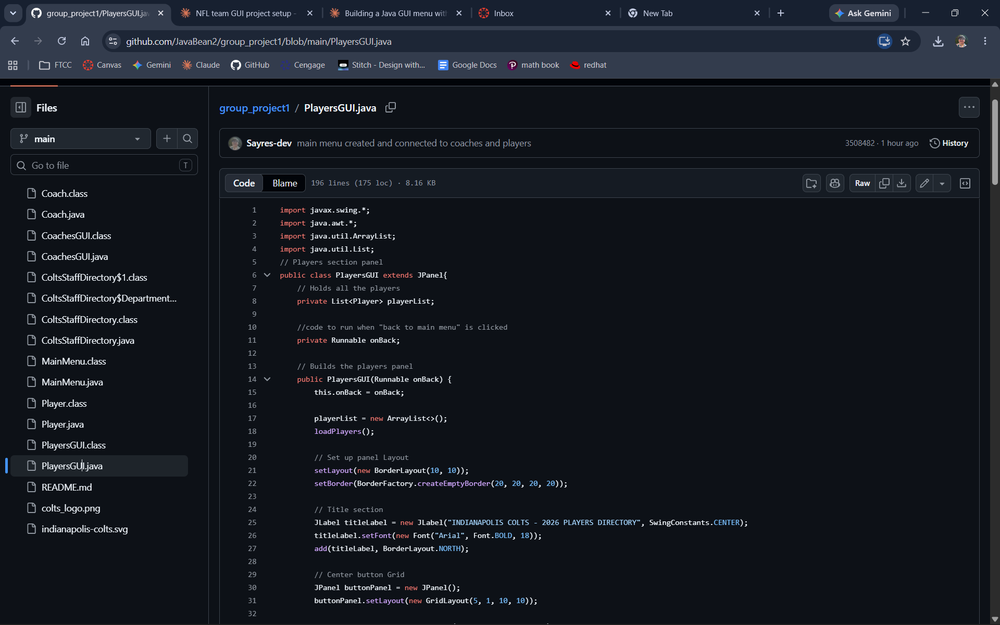 group_project1/PlayersGUI.jav
NFL team GUI project setup -
Building a Java GUI menu with
Inbox
New Tab
Ask Gemini
github.com/JavaBean2/group_project1/blob/main/PlayersGUI.java
FTCC
Canvas
Gemini
Claude
GitHub
Cengage
Stitch - Design with...
Google Docs
math book
redhat
Files
group_project1 / PlayersGUI.java
main
Sayres-dev main menu created and connected to coaches and players
3508482 · 1 hour ago
History
Go to file
T
Code
Blame
196 lines (175 loc) · 8.16 KB
Raw
Coach.class
Coach.java
CoachesGUI.class
CoachesGUI.java
ColtsStaffDirectory$1.class
ColtsStaffDirectory$Department...
ColtsStaffDirectory.class
ColtsStaffDirectory.java
MainMenu.class
MainMenu.java
Player.class
Player.java
PlayersGUI.class
PlayersGUI.java
README.md
colts_logo.png
indianapolis-colts.svg
1 import javax.swing.*;
2 import java.awt.*;
3 import java.util.ArrayList;
4 import java.util.List;
5 // Players section panel
6 public class PlayersGUI extends JPanel{
7 // Holds all the players
8 private List<Player> playerList;
9
10 //code to run when "back to main menu" is clicked
11 private Runnable onBack;
12
13 // Builds the players panel
14 public PlayersGUI(Runnable onBack) {
15 this.onBack = onBack;
16
17 playerList = new ArrayList<>();
18 loadPlayers();
19
20 // Set up panel Layout
21 setLayout(new BorderLayout(10, 10));
22 setBorder(BorderFactory.createEmptyBorder(20, 20, 20, 20));
23
24 // Title section
25 JLabel titleLabel = new JLabel("INDIANAPOLIS COLTS - 2026 PLAYERS DIRECTORY", SwingConstants.CENTER);
26 titleLabel.setFont(new Font("Arial", Font.BOLD, 18));
27 add(titleLabel, BorderLayout.NORTH);
28
29 // Center button Grid
30 JPanel buttonPanel = new JPanel();
31 buttonPanel.setLayout(new GridLayout(5, 1, 10, 10));
32